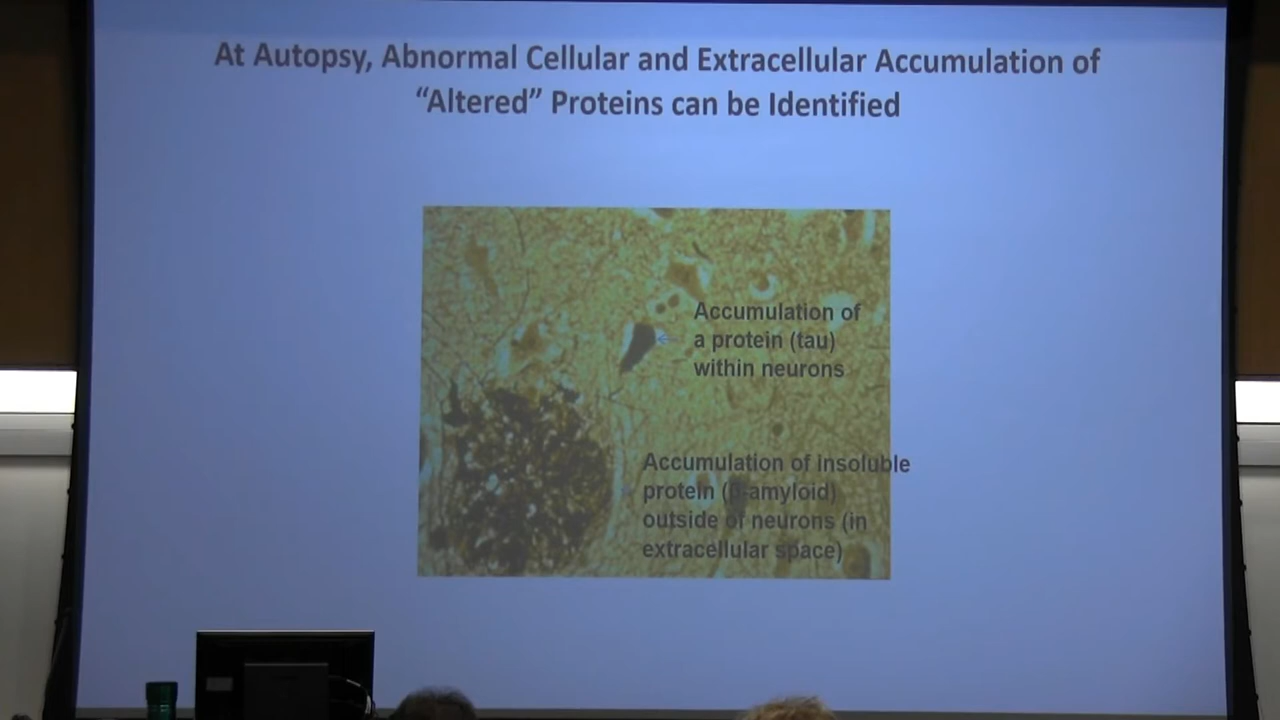 At Autopsy, Abnormal Cellular and Extracellular Accumulation of
“Altered” Proteins can be Identified
Accumulation of
a protein (tau)
within neurons
Accumulation of insoluble
protein (β-amyloid)
outside of neurons (in
extracellular space)